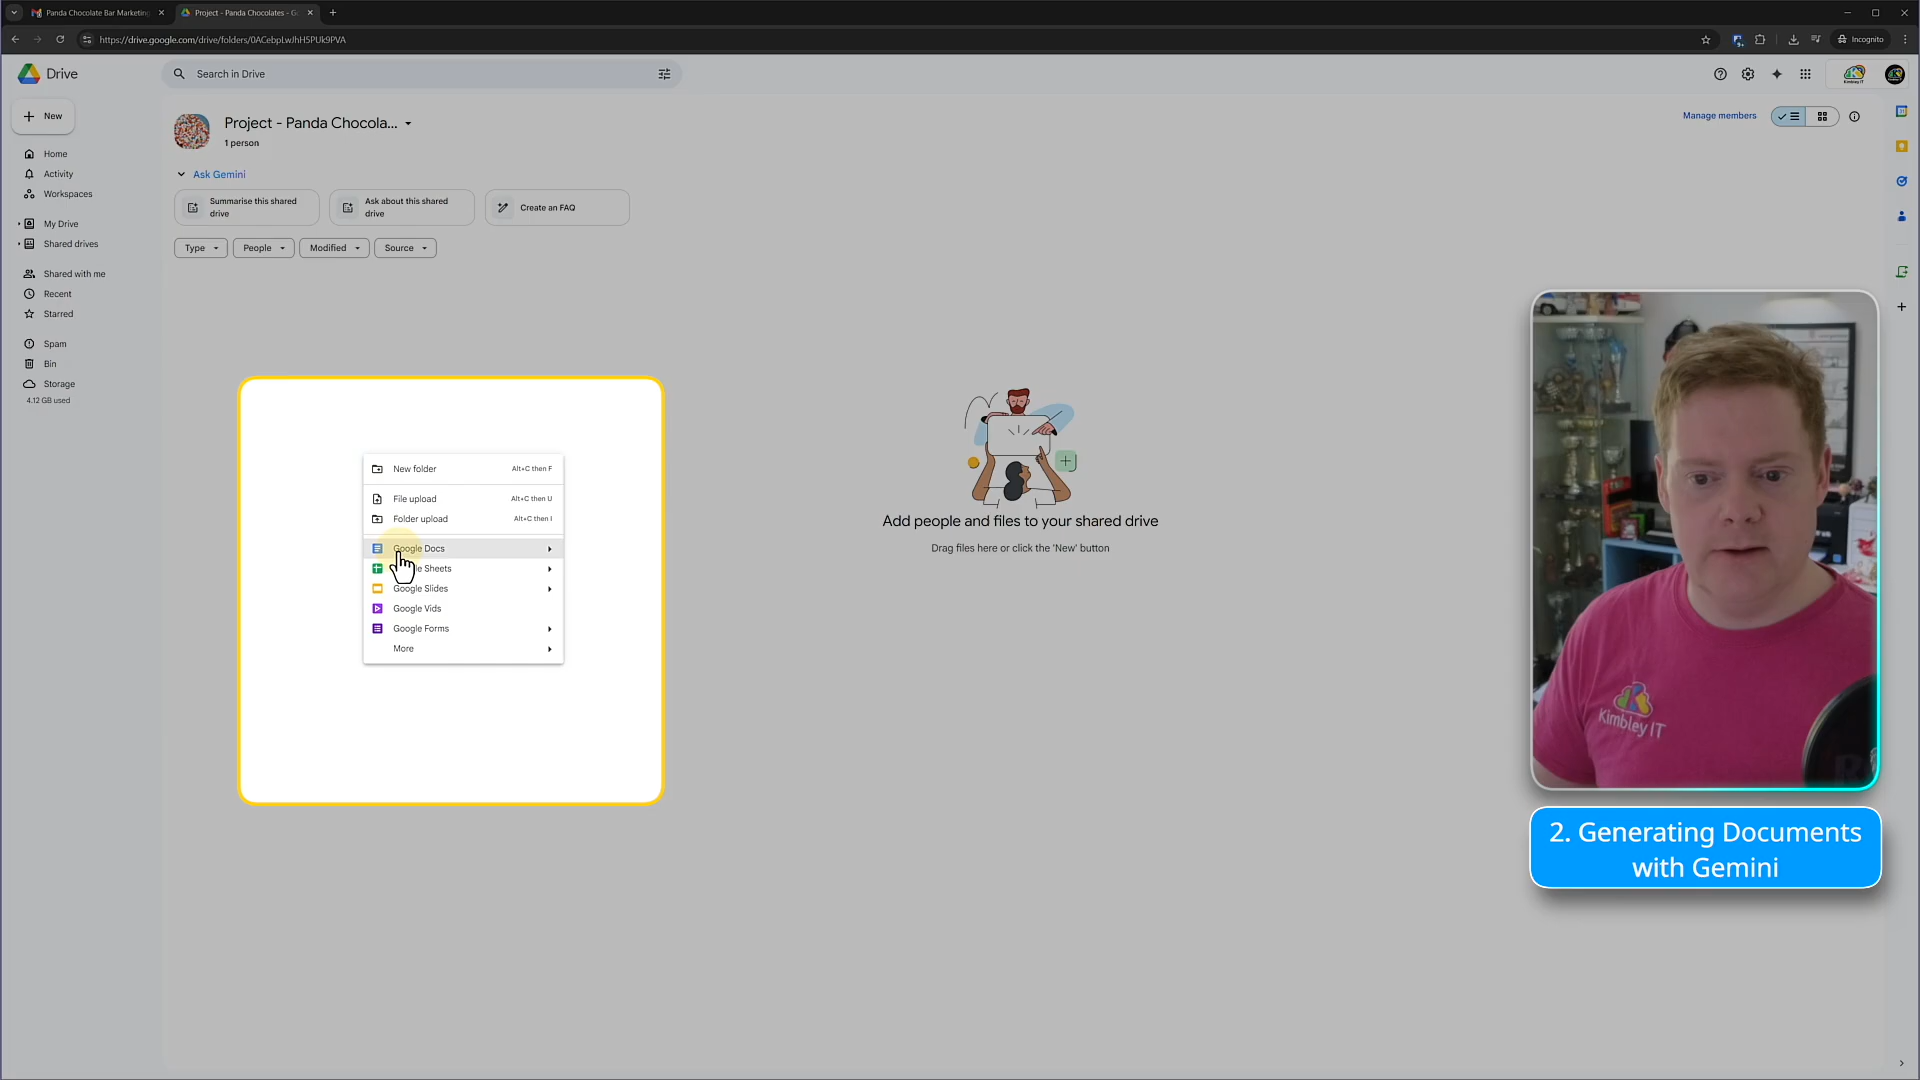 Panda Chocolate Bar Marketing
Project - Panda Chocolates - G
https://drive.google.com/drive/folders/0ACebpLwJhH5PUk9PVA
Incognito
Drive
Search in Drive
New
Home
Activity
Workspaces
My Drive
Shared drives
Shared with me
Recent
Starred
Spam
Bin
Storage
4.12 GB used
Project - Panda Chocola...
1 person
Manage members
Ask Gemini
Summarise this shared
drive
Ask about this shared
drive
Create an FAQ
Type
People
Modified
Source
New folder Alt+C then F
File upload Alt+C then U
Folder upload Alt+C then I
Google Docs
Sheets
Google Slides
Google Vids
Google Forms
More
Add people and files to your shared drive
Drag files here or click the 'New' button
Kimbley IT
2. Generating Documents
with Gemini